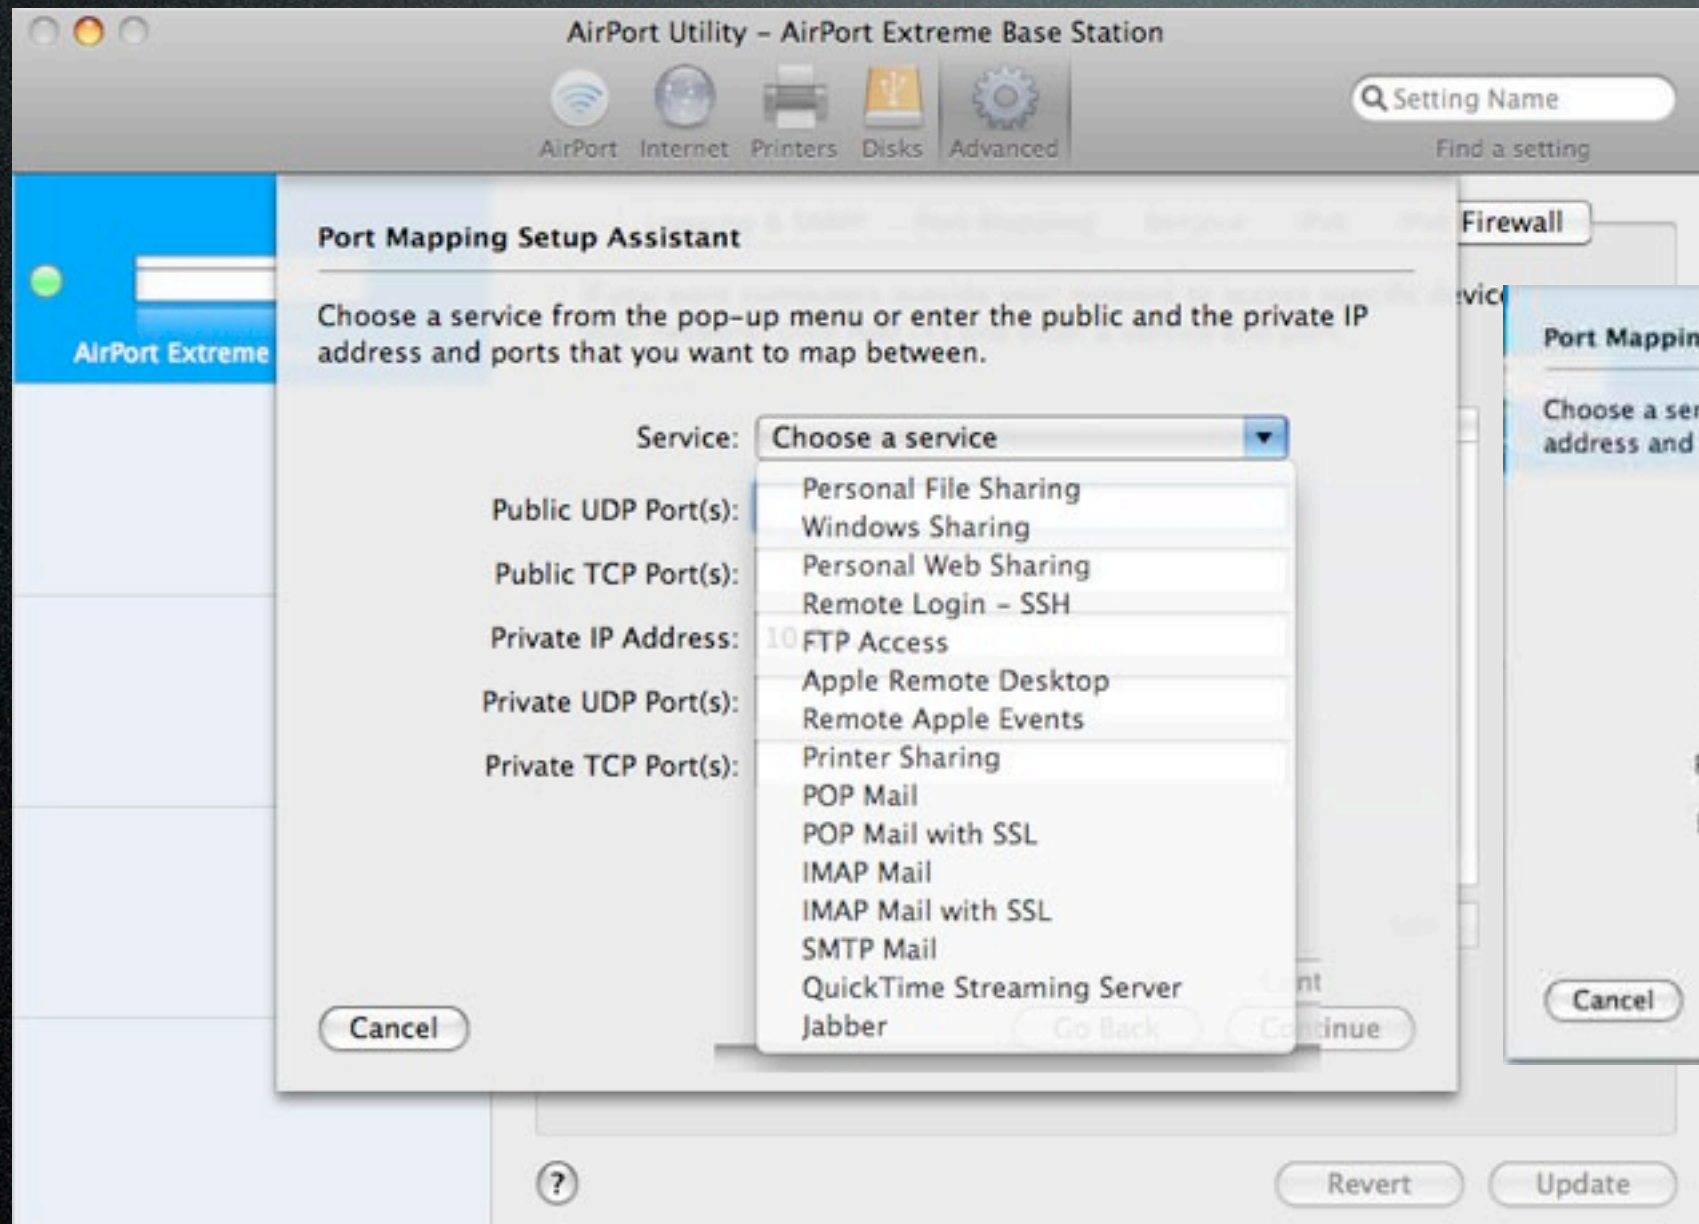 AirPort Utility – AirPort Extreme Base Station
Setting Name
AirPort Internet Printers Disks Advanced
Find a setting
Firewall
Port Mapping Setup Assistant
Choose a service from the pop-up menu or enter the public and the private IP
address and ports that you want to map between.
AirPort Extreme
Service: Choose a service
Personal File Sharing
Public UDP Port(s):
Windows Sharing
Personal Web Sharing
Public TCP Port(s):
Remote Login – SSH
Private IP Address:
FTP Access
Apple Remote Desktop
Private UDP Port(s):
Remote Apple Events
Printer Sharing
Private TCP Port(s):
POP Mail
POP Mail with SSL
IMAP Mail
IMAP Mail with SSL
SMTP Mail
QuickTime Streaming Server
Jabber
Cancel
Go Back
Continue
Port Mappin
Choose a ser
address and
Cancel
?
Revert
Update